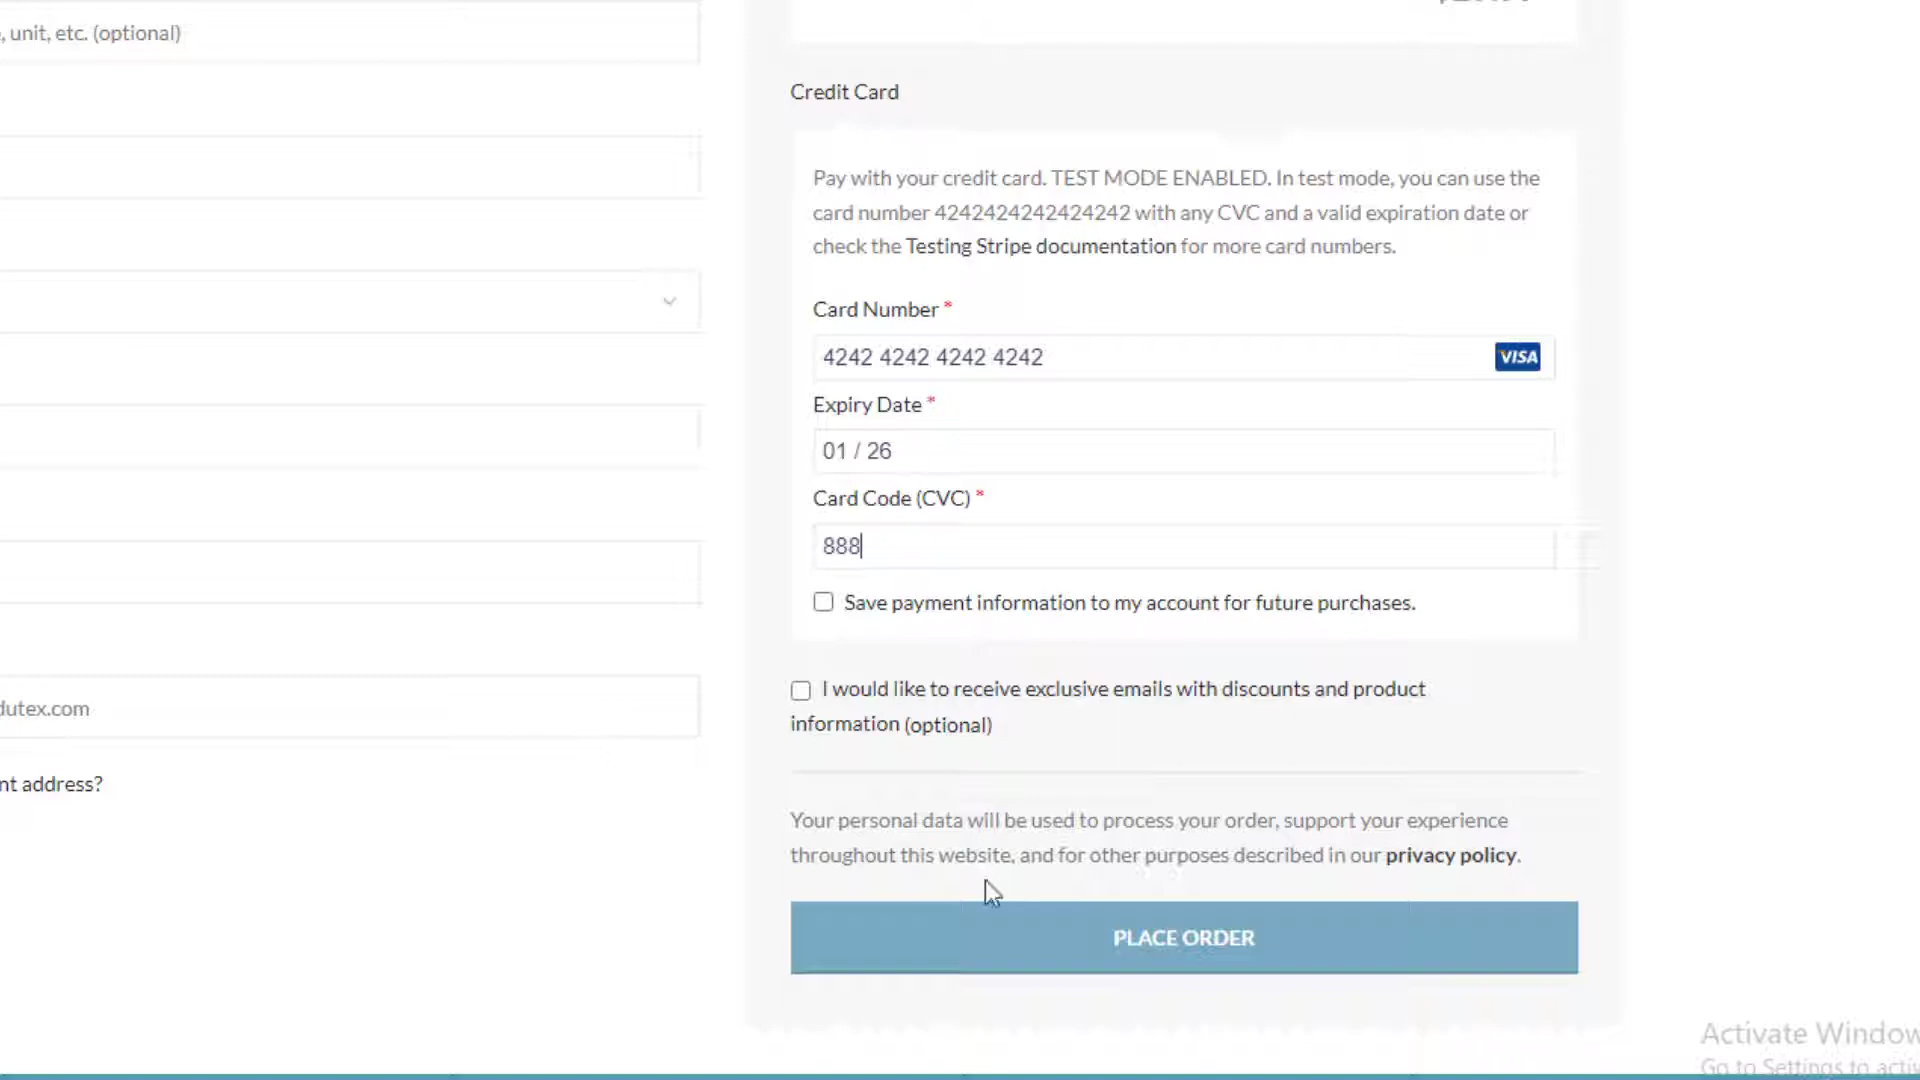 , unit, etc. (optional)
Credit Card
Pay with your credit card. TEST MODE ENABLED. In test mode, you can use the
card number 4242424242424242 with any CVC and a valid expiration date or
check the Testing Stripe documentation for more card numbers.
Card Number *
4242 4242 4242 4242
VISA
Expiry Date *
01 / 26
Card Code (CVC) *
888
Save payment information to my account for future purchases.
I would like to receive exclusive emails with discounts and product
information (optional)
dutex.com
nt address?
Your personal data will be used to process your order, support your experience
throughout this website, and for other purposes described in our privacy policy.
PLACE ORDER
Activate Window
Go to Settings to activ